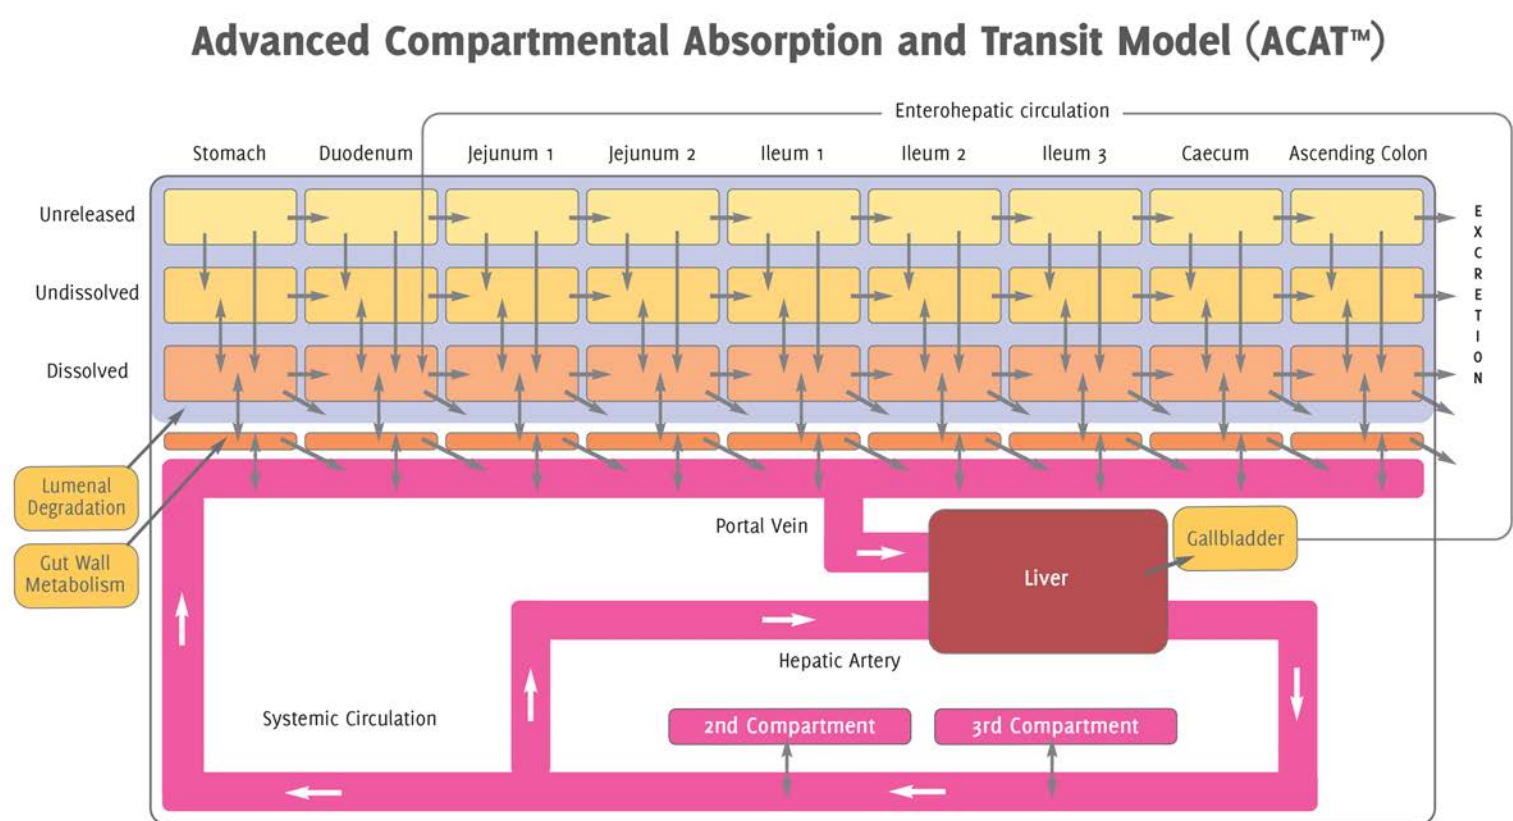 Advanced Compartmental Absorption and Transit Model (ACAT™)
Enterohepatic circulation
Stomach
Duodenum
Jejunum 1
Jejunum 2
Ileum 1
Ileum 2
Ileum 3
Caecum
Ascending Colon
Unreleased
Undissolved
Dissolved
EXCRETION
Lumenal
Degradation
Gut Wall
Metabolism
Portal Vein
Liver
Gallbladder
Hepatic Artery
Systemic Circulation
2nd Compartment
3rd Compartment